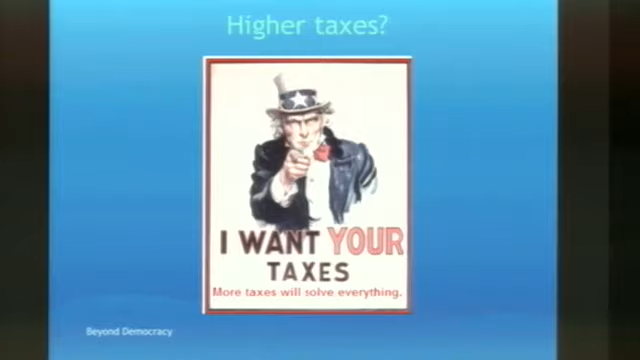 Higher taxes?
I WANT YOUR
TAXES
More taxes will solve everything.
Beyond Democracy